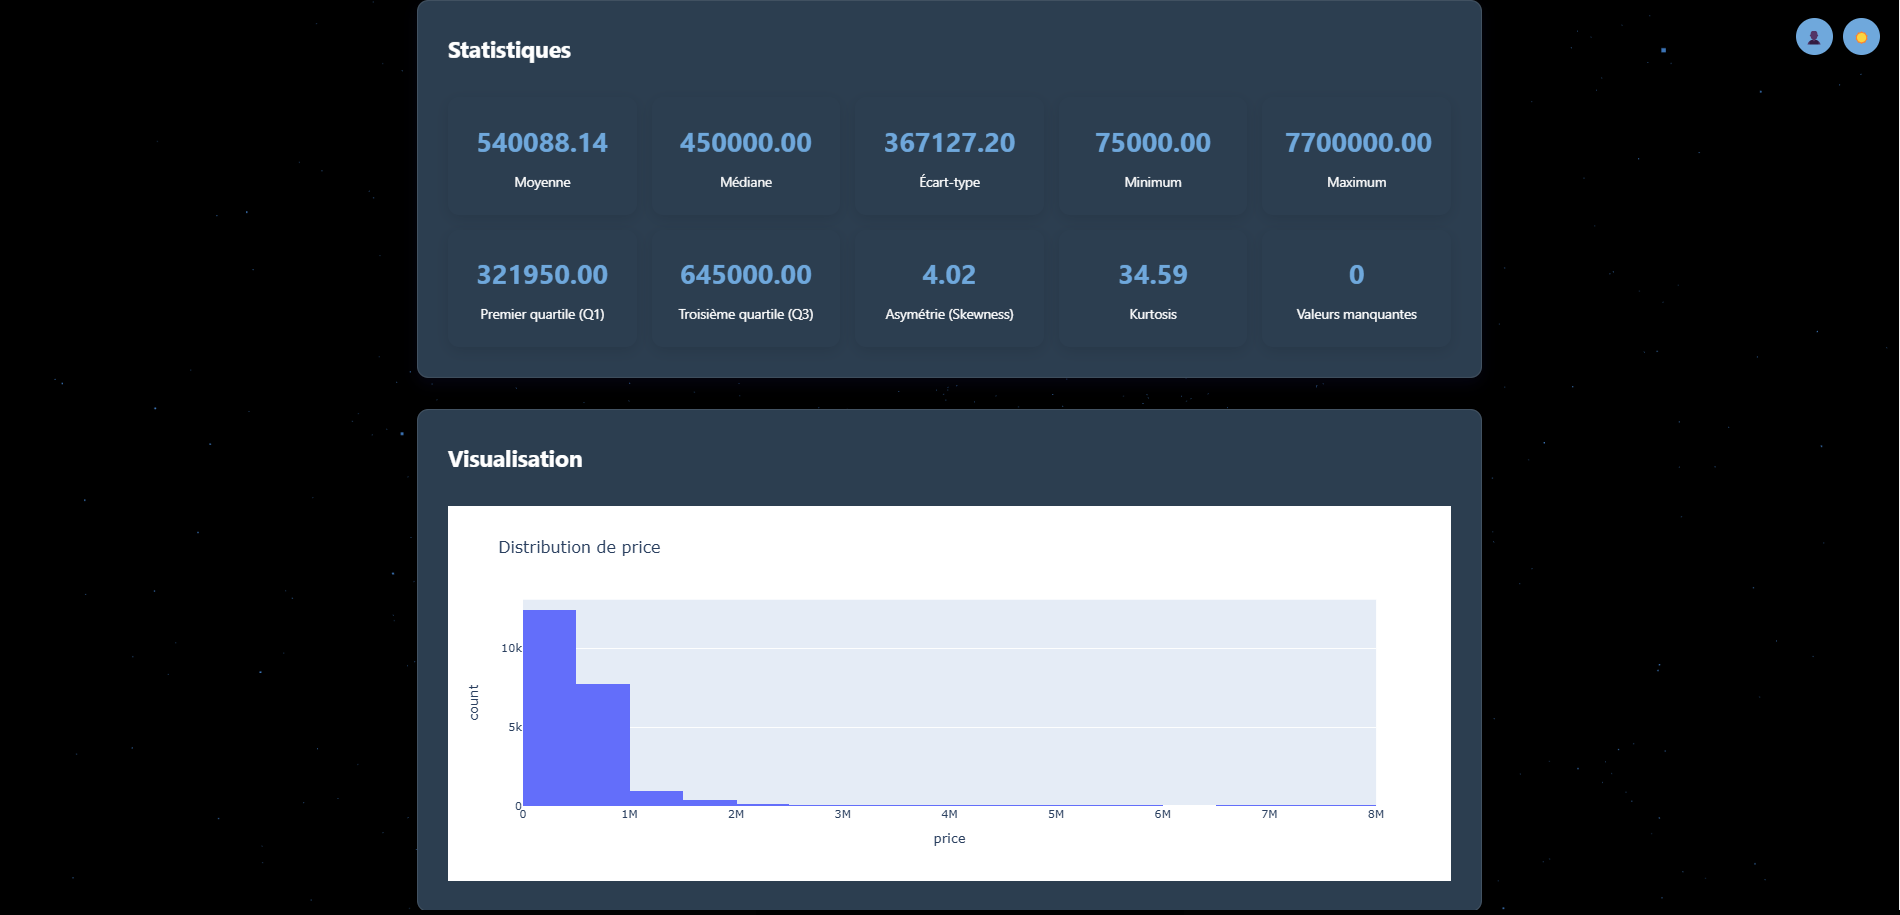 Statistiques
540088.14
Moyenne
450000.00
Médiane
367127.20
Écart-type
75000.00
Minimum
7700000.00
Maximum
321950.00
Premier quartile (Q1)
645000.00
Troisième quartile (Q3)
4.02
Asymétrie (Skewness)
34.59
Kurtosis
0
Valeurs manquantes
Visualisation
Distribution de price
10k
5k
0
count
0 1M 2M 3M 4M 5M 6M 7M 8M
price